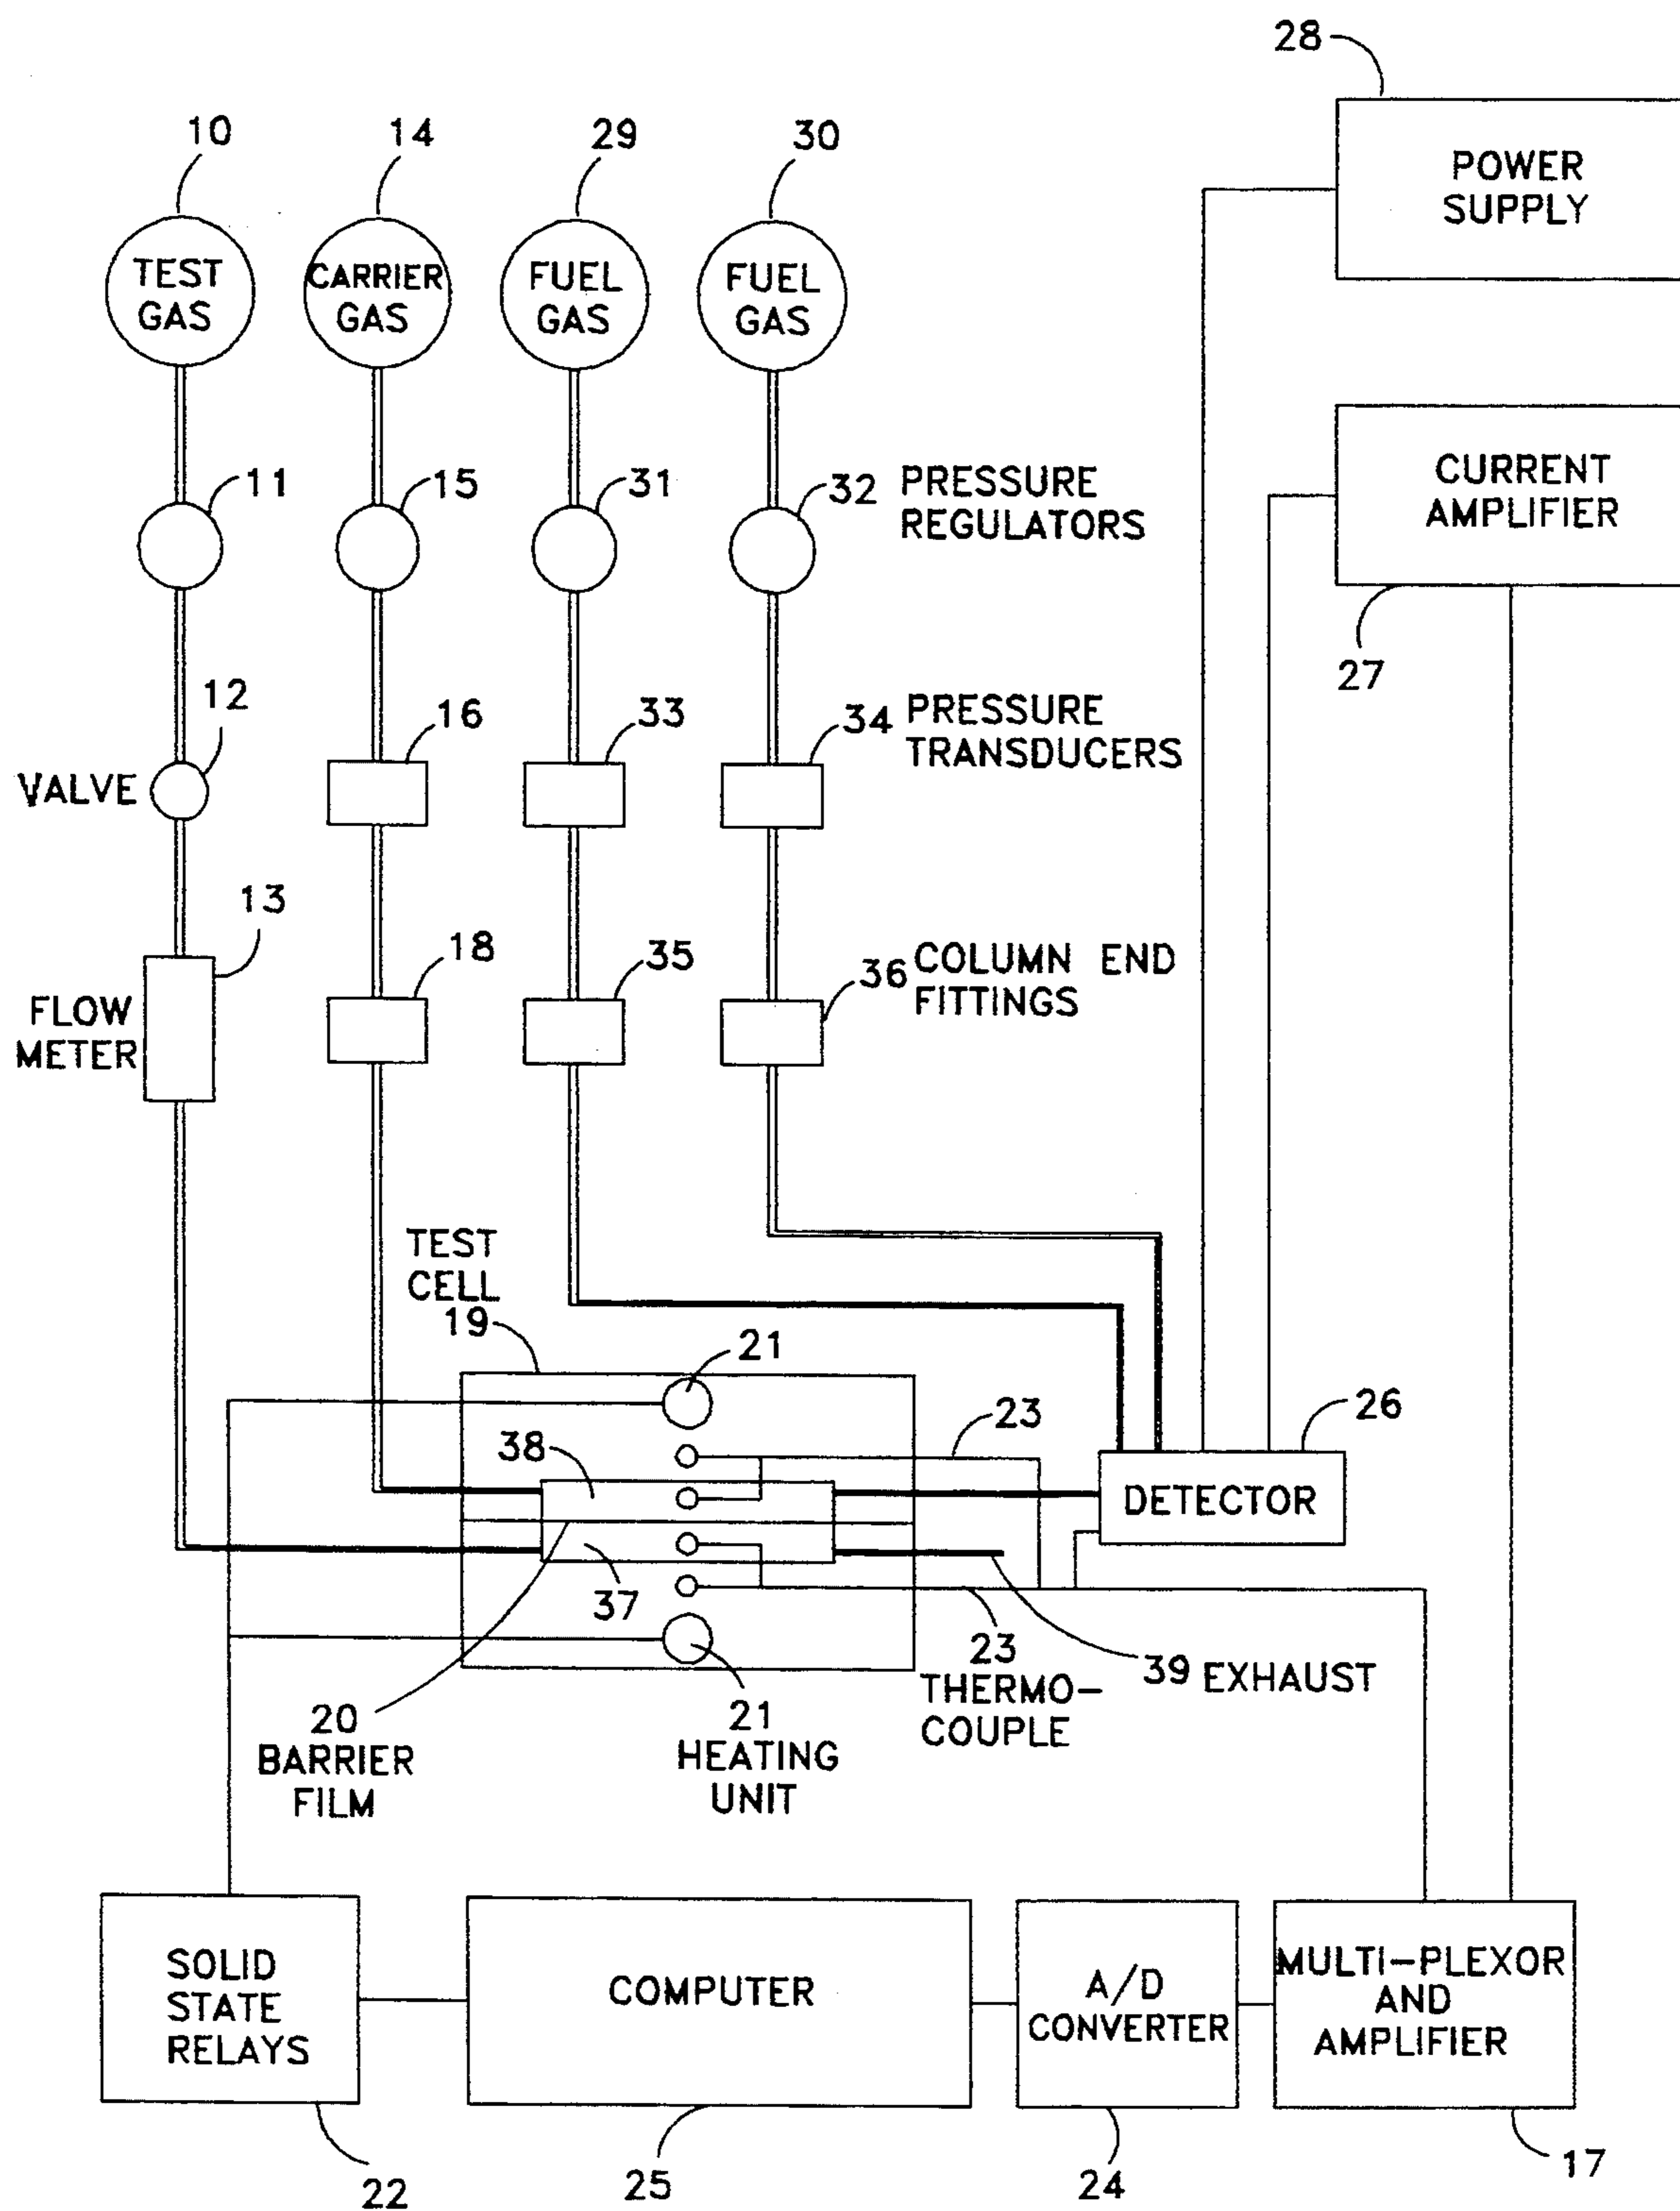 28
POWER
SUPPLY
10
14
29
30
TEST
GAS
CARRIER
GAS
FUEL
GAS
FUEL
GAS
11
15
31
32
PRESSURE
REGULATORS
CURRENT
AMPLIFIER
27
12
16
33
34
PRESSURE
TRANSDUCERS
VALVE
13
18
35
36
COLUMN END
FITTINGS
FLOW
METER
TEST
CELL
19
21
23
26
38
DETECTOR
37
20
BARRIER
FILM
21
HEATING
UNIT
23
THERMO-
COUPLE
39 EXHAUST
SOLID
STATE
RELAYS
COMPUTER
A/D
CONVERTER
MULTI-PLEXOR
AND
AMPLIFIER
22
25
24
17